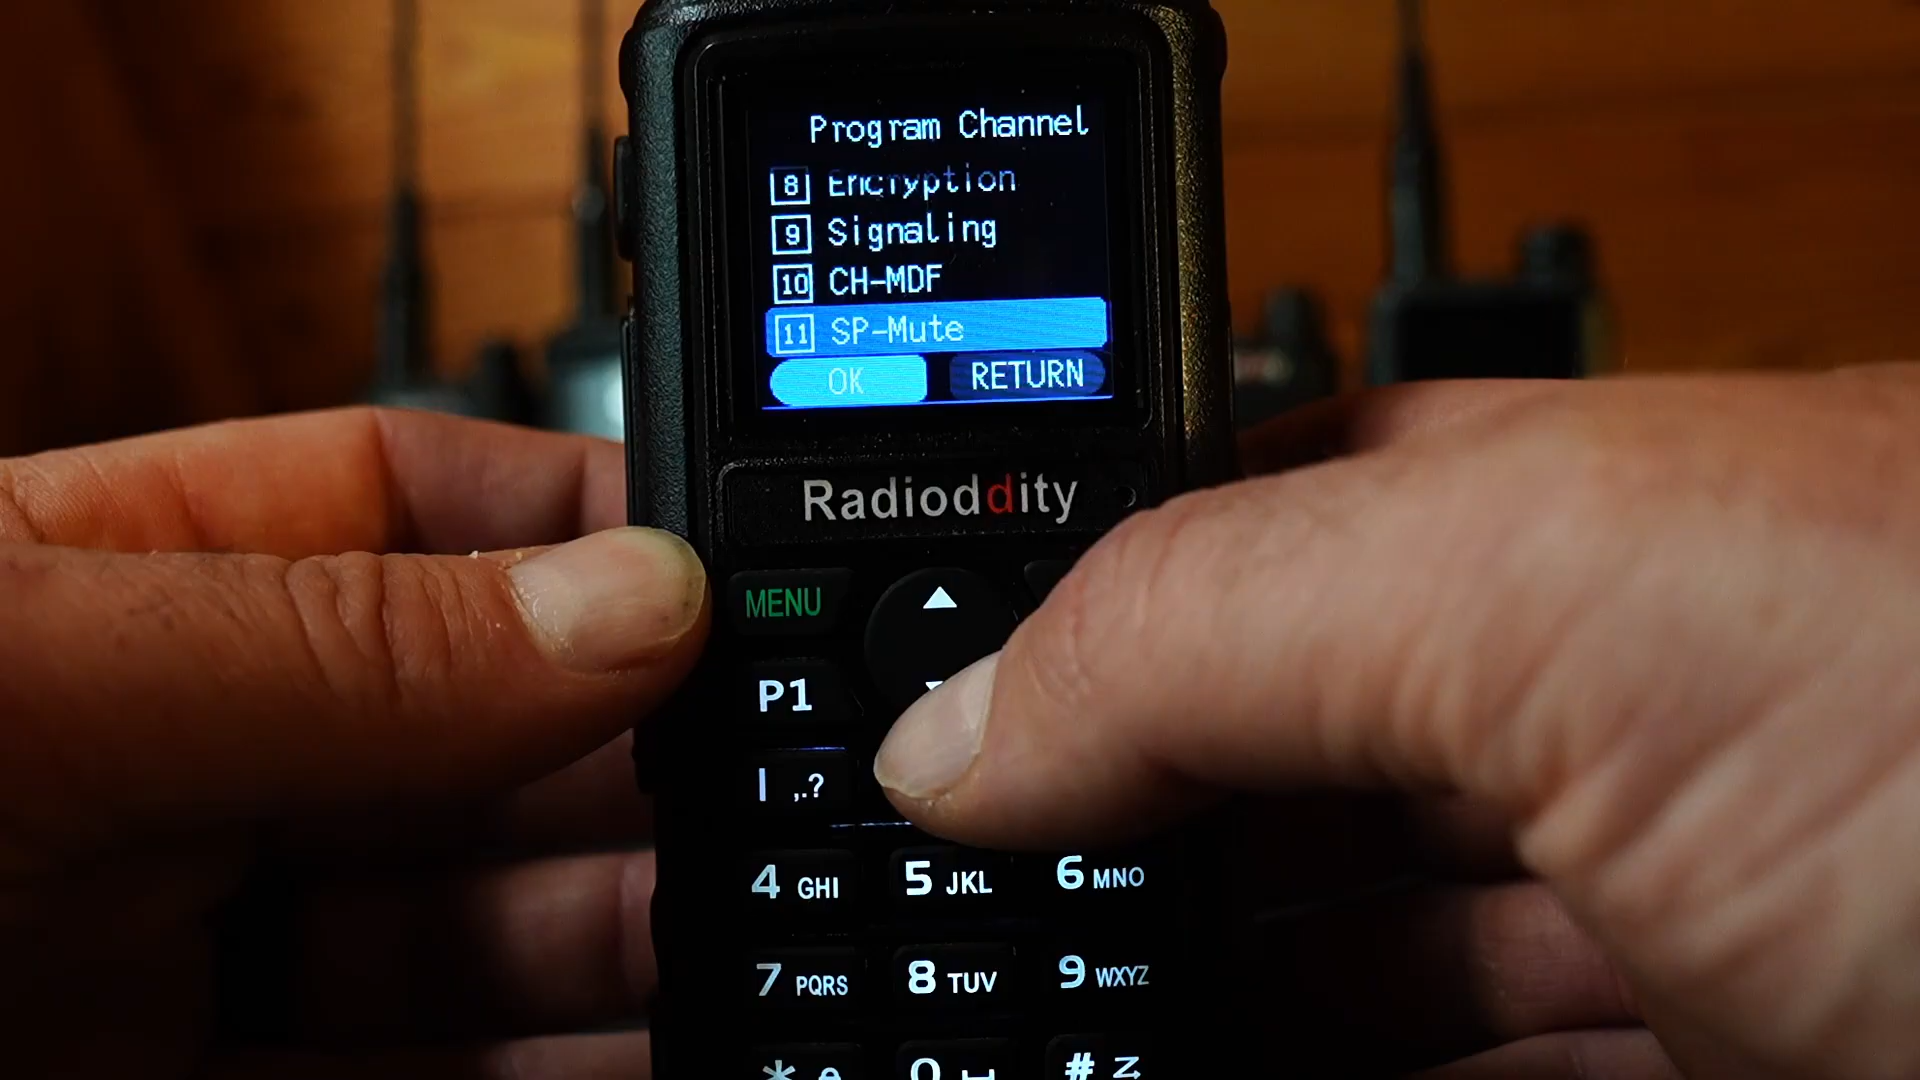 Program Channel
8 Encryption
9 Signaling
10 CH-MDF
11 SP-Mute
OK RETURN
Radioddity
MENU
P1
1 ,.?
4 GHI 5 JKL 6 MNO
7 PQRS 8 TUV 9 WXYZ
* 0 #